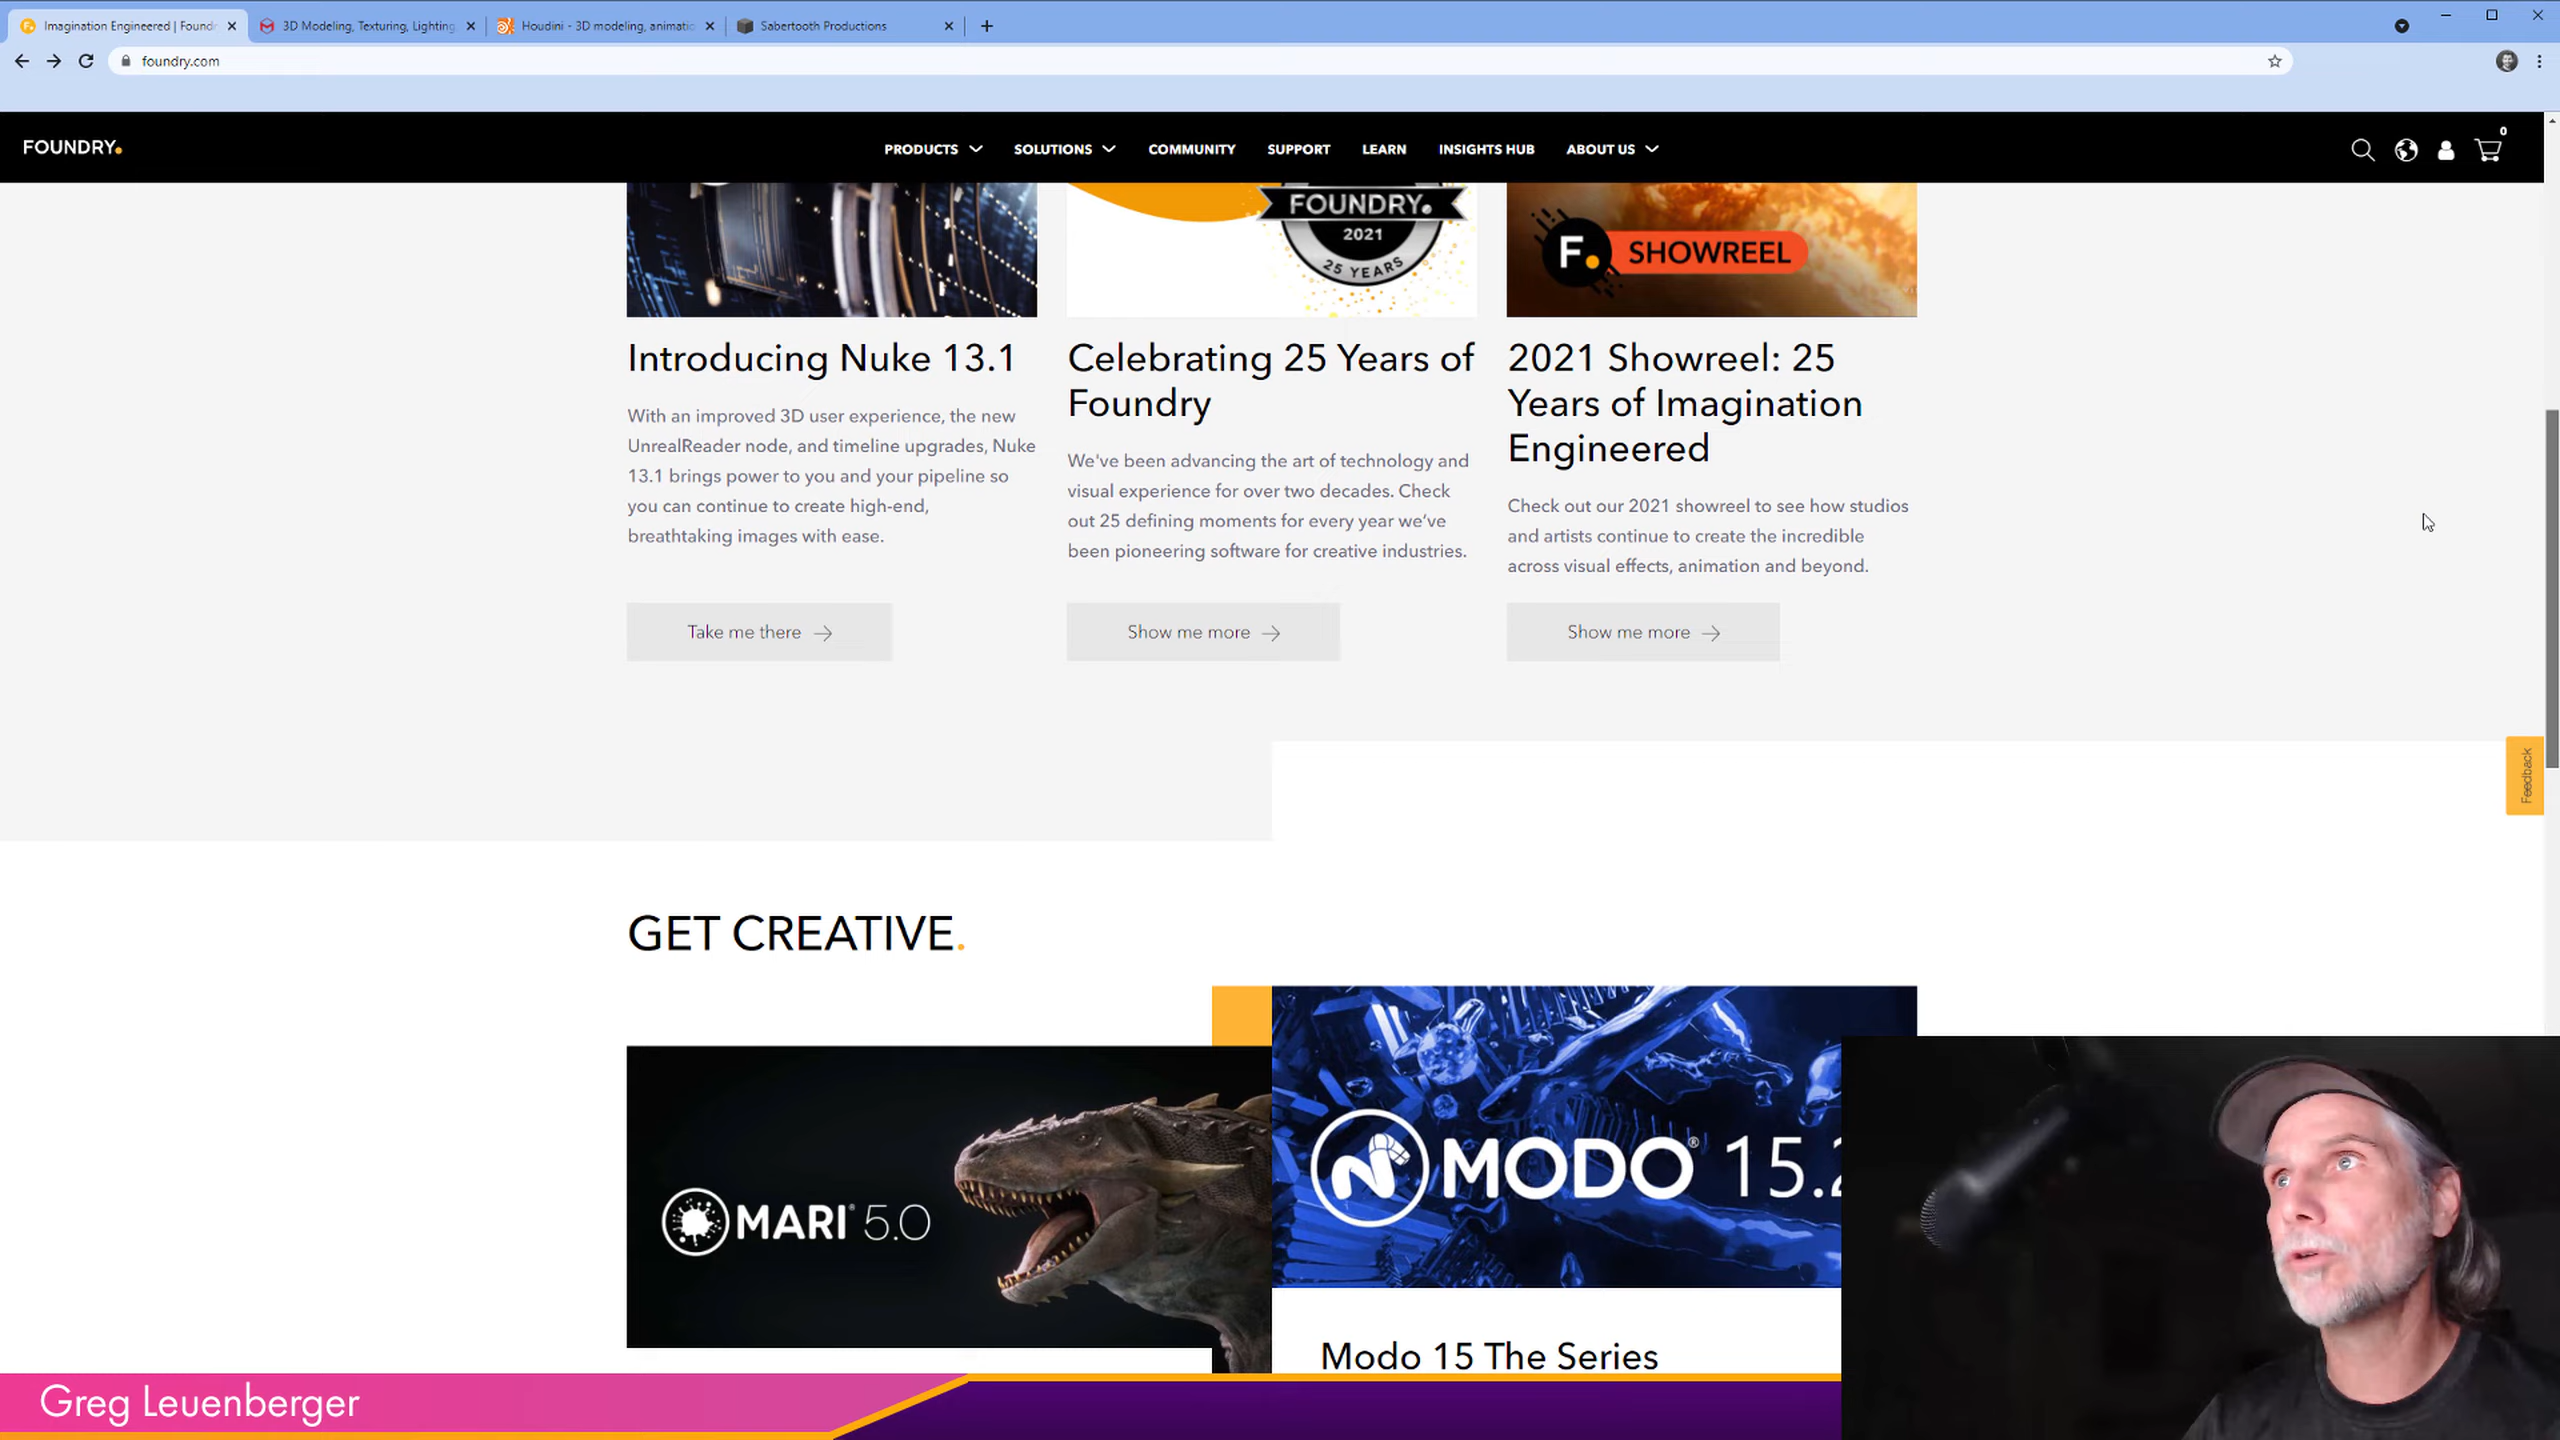 Imagination Engineered | Foundr
3D Modeling, Texturing, Lighting,
Houdini - 3D modeling, animatio
Sabertooth Productions
foundry.com
FOUNDRY.
PRODUCTS
SOLUTIONS
COMMUNITY
SUPPORT
LEARN
INSIGHTS HUB
ABOUT US
0
FOUNDRY.
2021
25 YEARS
F.
SHOWREEL
Introducing Nuke 13.1
With an improved 3D user experience, the new
UnrealReader node, and timeline upgrades, Nuke
13.1 brings power to you and your pipeline so
you can continue to create high-end,
breathtaking images with ease.
Take me there
Celebrating 25 Years of
Foundry
We've been advancing the art of technology and
visual experience for over two decades. Check
out 25 defining moments for every year we've
been pioneering software for creative industries.
Show me more
2021 Showreel: 25
Years of Imagination
Engineered
Check out our 2021 showreel to see how studios
and artists continue to create the incredible
across visual effects, animation and beyond.
Show me more
Feedback
GET CREATIVE.
MARI® 5.0
MODO® 15.2
Modo 15 The Series
Greg Leuenberger